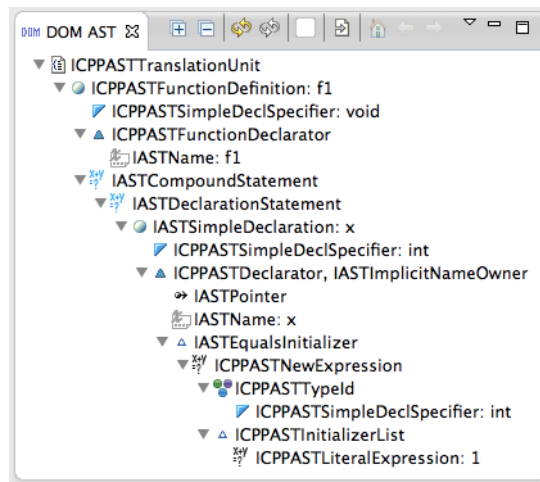 DOM DOM AST
ICPPASTTranslationUnit
ICPPASTFunctionDefinition: f1
ICPPASTSimpleDeclSpecifier: void
ICPPASTFunctionDeclarator
IASTName: f1
IASTCompoundStatement
IASTDeclarationStatement
IASTSimpleDeclaration: x
ICPPASTSimpleDeclSpecifier: int
ICPPASTDeclarator, IASTImplicitNameOwner
IASTPointer
IASTName: x
IASTEqualsInitializer
ICPPASTNewExpression
ICPPASTTypeId
ICPPASTSimpleDeclSpecifier: int
ICPPASTInitializerList
ICPPASTLiteralExpression: 1